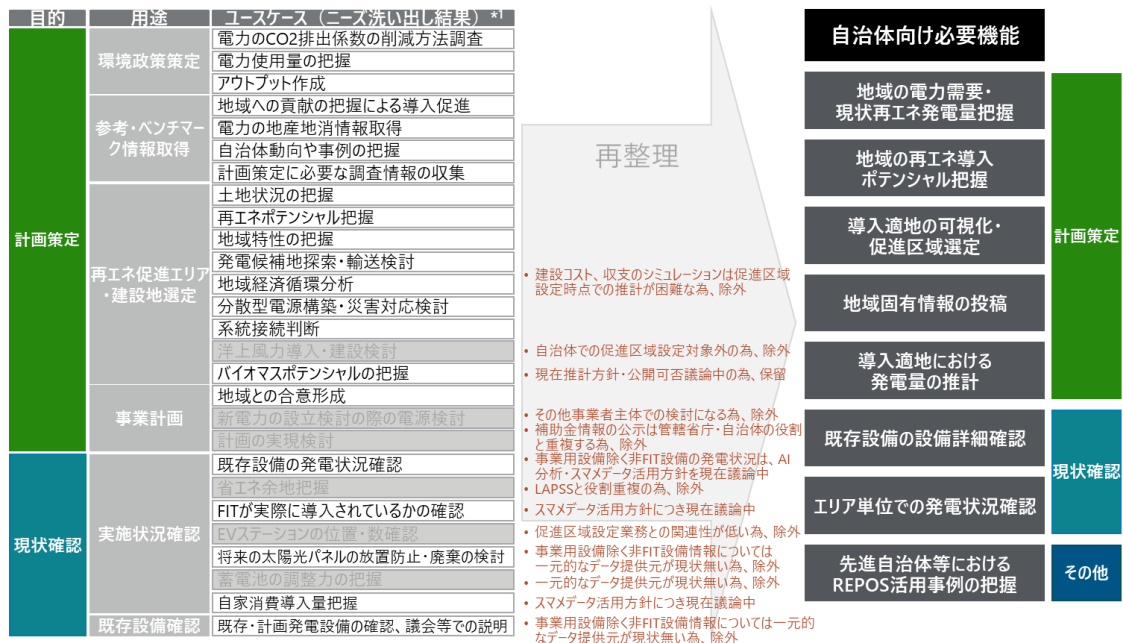 目的
用途
ユースケース（ニーズ洗い出し結果）*1
計画策定
環境政策策定
電力のCO2排出係数の削減方法調査
電力使用量の把握
アウトプット作成
参考・ベンチマー
ク情報取得
地域への貢献の把握による導入促進
電力の地産地消情報取得
自治体動向や事例の把握
計画策定に必要な調査情報の収集
再エネ促進エリア
・建設地選定
土地状況の把握
再エネポテンシャル把握
地域特性の把握
発電候補地探索・輸送検討
地域経済循環分析
分散型電源構築・災害対応検討
系統接続判断
洋上風力導入・建設検討
バイオマスポテンシャルの把握
事業計画
地域との合意形成
新電力の設立検討の際の電源検討
計画の実現検討
現状確認
実施状況確認
既存設備の発電状況確認
省エネ余地把握
FITが実際に導入されているかの確認
EVステーションの位置・数確認
将来の太陽光パネルの放置防止・廃棄の検討
蓄電池の調整力の把握
自家消費導入量把握
既存設備確認
既存・計画発電設備の確認、議会等での説明
再整理
• 建設コスト、収支のシミュレーションは促進区域
設定時点での推計が困難な為、除外
• 自治体での促進区域設定対象外の為、除外
• 現在推計方針・公開可否議論中の為、保留
• その他事業者主体での検討になる為、除外
• 補助金情報の公示は管轄省庁・自治体の役割
と重複する為、除外
• 事業用設備除く非FIT設備の発電状況は、AI
分析・スマメデータ活用方針を現在議論中
• LAPSSと役割重複の為、除外
• スマメデータ活用方針につき現在議論中
• 促進区域設定業務との関連性が低い為、除外
• 事業用設備除く非FIT設備情報については
一元的なデータ提供元が現状無い為、除外
• 一元的なデータ提供元が現状無い為、除外
• スマメデータ活用方針につき現在議論中
• 事業用設備除く非FIT設備情報については一元的
なデータ提供元が現状無い為、除外
自治体向け必要機能
地域の電力需要・
現状再エネ発電量把握
地域の再エネ導入
ポテンシャル把握
導入適地の可視化・
促進区域選定
地域固有情報の投稿
導入適地における
発電量の推計
計画策定
既存設備の設備詳細確認
エリア単位での発電状況確認
現状確認
先進自治体等における
REPOS活用事例の把握
その他